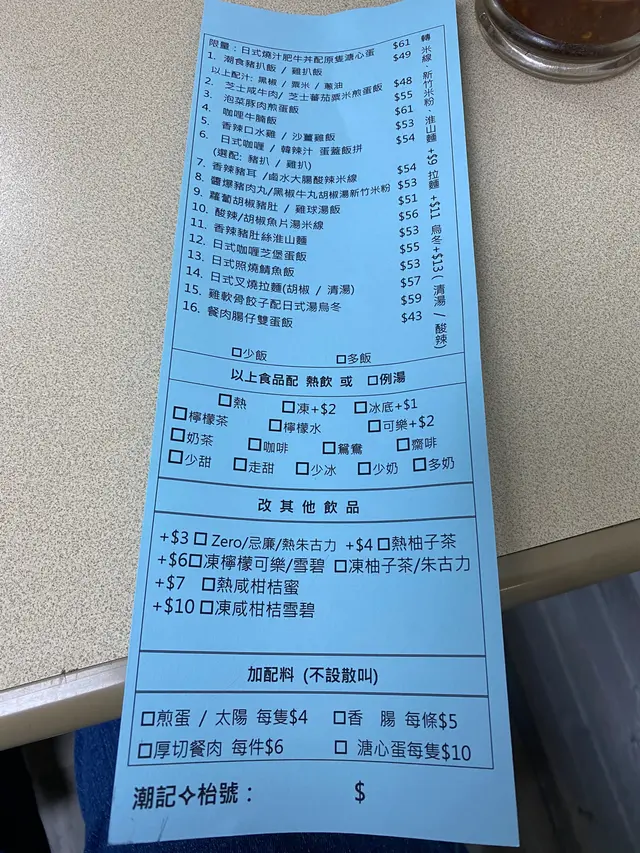 限量：日式燒汁肥牛丼配原隻溏心蛋 $61
1. 潮食豬扒飯 / 雞扒飯 $49
以上配汁: 黑椒 / 粟米 / 蔥油
2. 芝士咸牛肉/ 芝士蕃茄粟米煎蛋飯 $48
3. 泡菜豚肉煎蛋飯 $55
4. 咖哩牛腩飯 $61
5. 香辣口水雞 / 沙薑雞飯 $53
6. 日式咖喱 / 韓辣汁 蛋蓋飯拼 $54
(選配: 豬扒 / 雞扒)
7. 香辣豬耳 /鹵水大腸酸辣米線 $54
8. 醬爆豬肉丸/黑椒牛丸胡椒湯新竹米粉 $53
9. 蘿蔔胡椒豬肚 / 雞球湯飯 $51
10. 酸辣/胡椒魚片湯米線 $56
11. 香辣豬肚絲淮山麵 $53
12. 日式咖喱芝堡蛋飯 $55
13. 日式照燒鯖魚飯 $53
14. 日式叉燒拉麵(胡椒 / 清湯) $57
15. 雞軟骨餃子配日式湯烏冬 $59
16. 餐肉腸仔雙蛋飯 $43
轉 米線、新竹米粉、淮山麵 +$9 拉麵 +$11 烏冬+$13 ( 清湯 / 酸辣)
□少飯 □多飯
以上食品配 熱飲 或 □例湯
□熱 □凍+$2 □冰底+$1
□檸檬茶 □檸檬水 □可樂+$2
□奶茶 □咖啡 □鴛鴦 □齋啡
□少甜 □走甜 □少冰 □少奶 □多奶
改其他飲品
+$3 □ Zero/忌廉/熱朱古力 +$4 □熱柚子茶
+$6□凍檸檬可樂/雪碧 □凍柚子茶/朱古力
+$7 □熱咸柑桔蜜
+$10 □凍咸柑桔雪碧
加配料 (不設散叫)
□煎蛋 / 太陽 每隻$4 □香 腸 每條$5
□厚切餐肉 每件$6 □ 溏心蛋每隻$10
潮記✧枱號： $